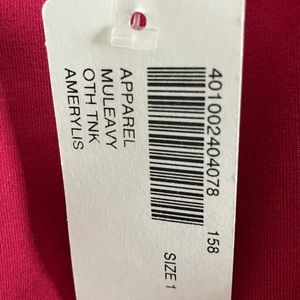 401002404078
158
SIZE 1
APPAREL
MULEAVY
OTH TNK
AMERYLIS